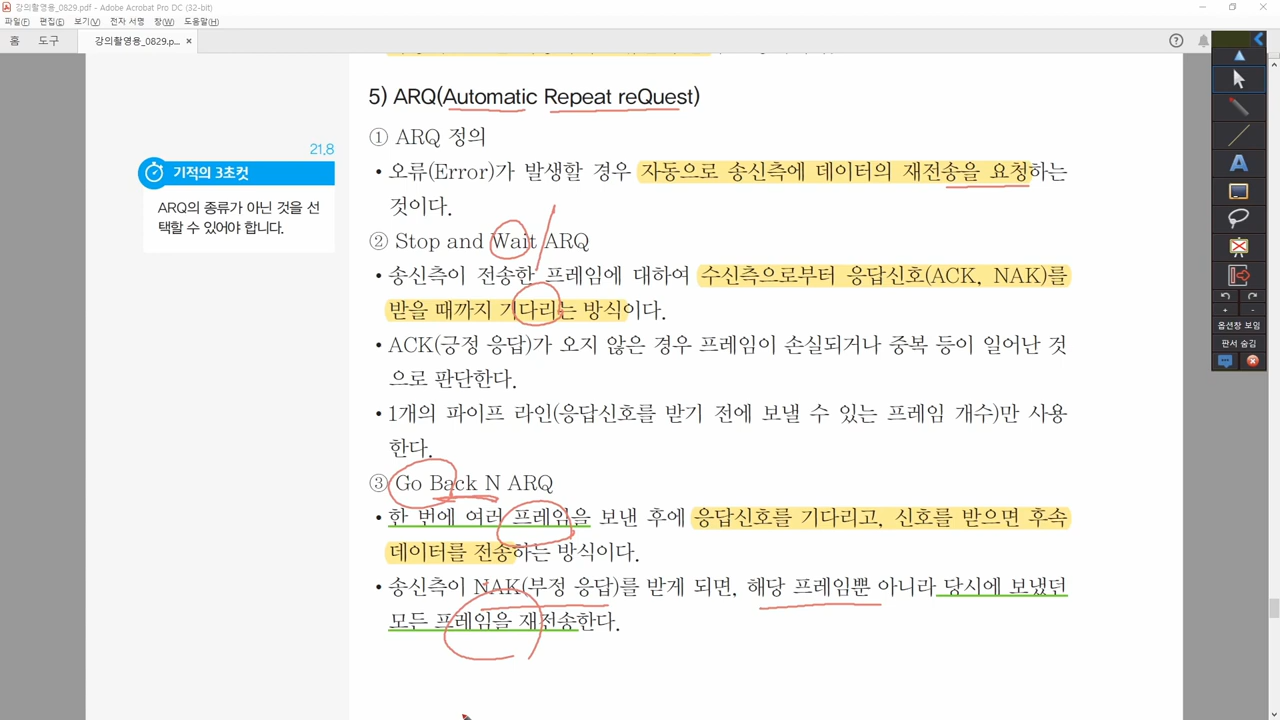 강의촬영용_0829.pdf - Adobe Acrobat Pro DC (32-bit)
파일(F) 편집(E) 보기(V) 전자 서명 창(W) 도움말(H)
홈 도구 강의촬영용_0829.p... ×
5) ARQ(Automatic Repeat reQuest)
① ARQ 정의
• 오류(Error)가 발생할 경우 자동으로 송신측에 데이터의 재전송을 요청하는
것이다.
② Stop and Wait ARQ
• 송신측이 전송한 프레임에 대하여 수신측으로부터 응답신호(ACK, NAK)를
받을 때까지 기다리는 방식이다.
• ACK(긍정 응답)가 오지 않은 경우 프레임이 손실되거나 중복 등이 일어난 것
으로 판단한다.
• 1개의 파이프 라인(응답신호를 받기 전에 보낼 수 있는 프레임 개수)만 사용
한다.
③ Go Back N ARQ
• 한 번에 여러 프레임을 보낸 후에 응답신호를 기다리고, 신호를 받으면 후속
데이터를 전송하는 방식이다.
• 송신측이 NAK(부정 응답)를 받게 되면, 해당 프레임뿐 아니라 당시에 보냈던
모든 프레임을 재전송한다.
21.8
기적의 3초컷
ARQ의 종류가 아닌 것을 선
택할 수 있어야 합니다.
A
옵션창 보임
판서 숨김